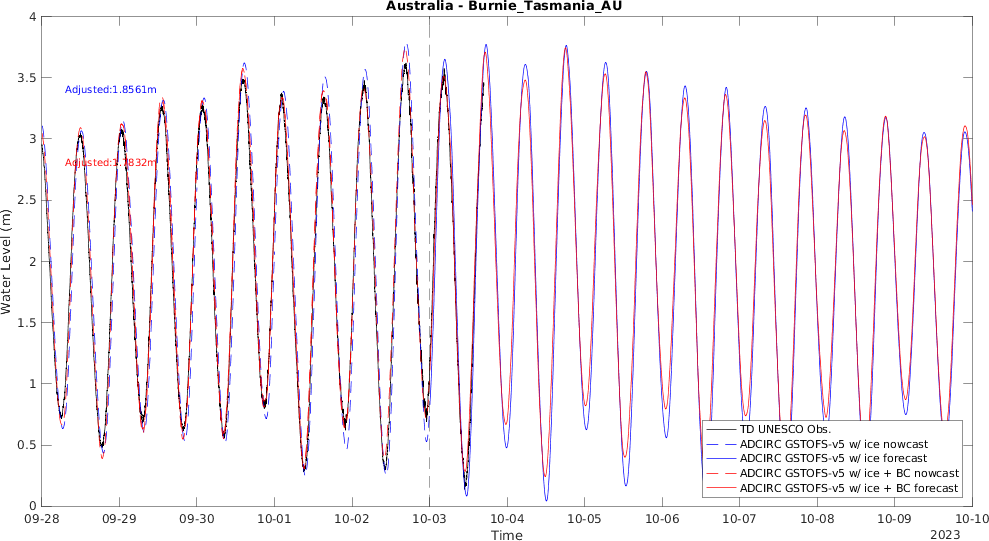 Australia - Burnie_Tasmania_AU
4
3.5
3
2.5
2
1.5
1
0.5
0
Water Level (m)
Adjusted:1.8561m
Adjusted:1.7832m
TD UNESCO Obs.
ADCIRC GSTOFS-v5 w/ ice nowcast
ADCIRC GSTOFS-v5 w/ ice forecast
ADCIRC GSTOFS-v5 w/ ice + BC nowcast
ADCIRC GSTOFS-v5 w/ ice + BC forecast
09-28 09-29 09-30 10-01 10-02 10-03 10-04 10-05 10-06 10-07 10-08 10-09 10-10
Time
2023